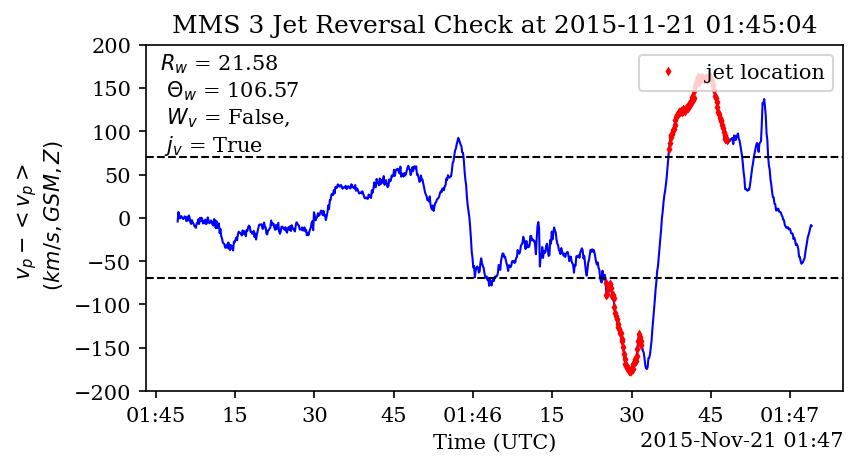 MMS 3 Jet Reversal Check at 2015-11-21 01:45:04
R_w = 21.58
Θ_w = 106.57
W_v = False,
j_v = True
jet location
200
150
100
50
0
−50
−100
−150
−200
v_p − < v_p >
(km/s, GSM, Z)
01:45 15 30 45 01:46 15 30 45 01:47
Time (UTC)
2015-Nov-21 01:47